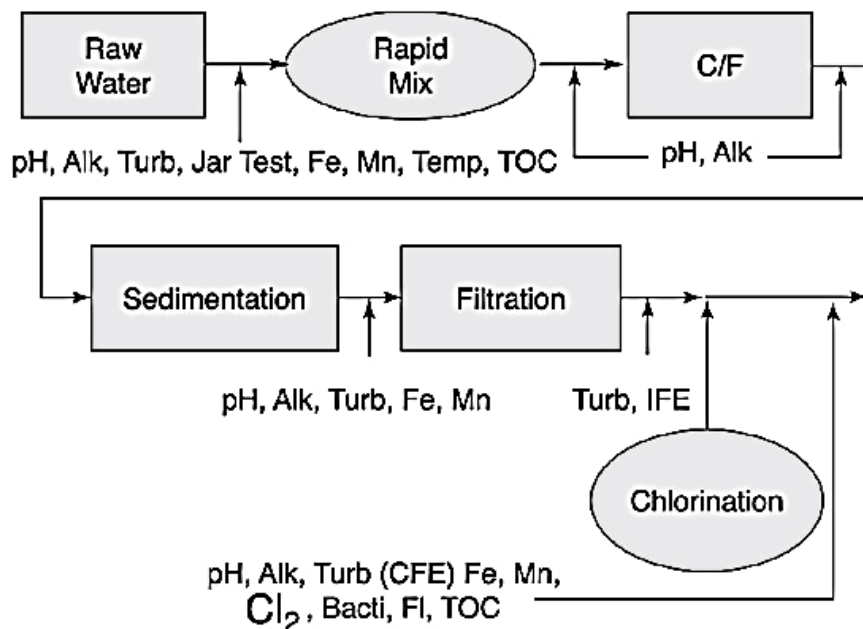 Raw
Water
Rapid
Mix
C/F
pH, Alk, Turb, Jar Test, Fe, Mn, Temp, TOC
pH, Alk
Sedimentation
Filtration
pH, Alk, Turb, Fe, Mn
Turb, IFE
Chlorination
pH, Alk, Turb (CFE) Fe, Mn,
Cl₂, Bacti, Fl, TOC